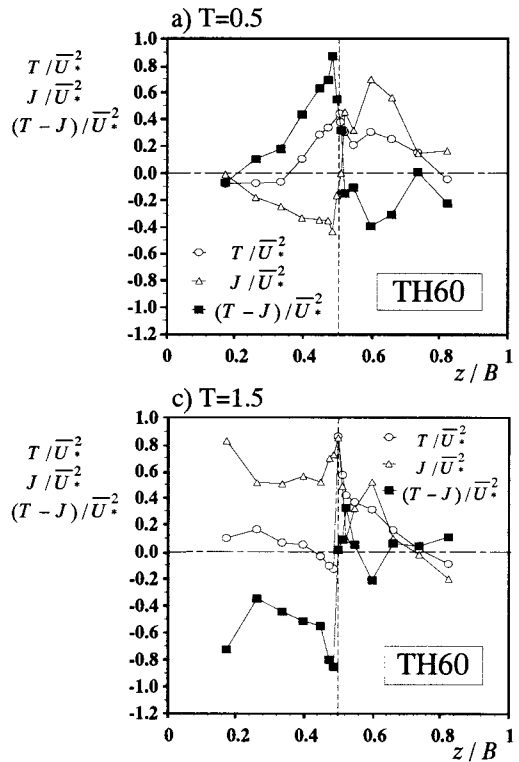 a) T=0.5
T/U̅*²
J/U̅*²
(T−J)/U̅*²
1.0
0.8
0.6
0.4
0.2
0.0
-0.2
-0.4
-0.6
-0.8
-1.0
-1.2
T/U̅*²
J/U̅*²
(T−J)/U̅*²
TH60
0 0.2 0.4 0.6 0.8 1
z/B
c) T=1.5
T/U̅*²
J/U̅*²
(T−J)/U̅*²
1.0
0.8
0.6
0.4
0.2
0.0
-0.2
-0.4
-0.6
-0.8
-1.0
-1.2
T/U̅*²
J/U̅*²
(T−J)/U̅*²
TH60
0 0.2 0.4 0.6 0.8 1
z/B